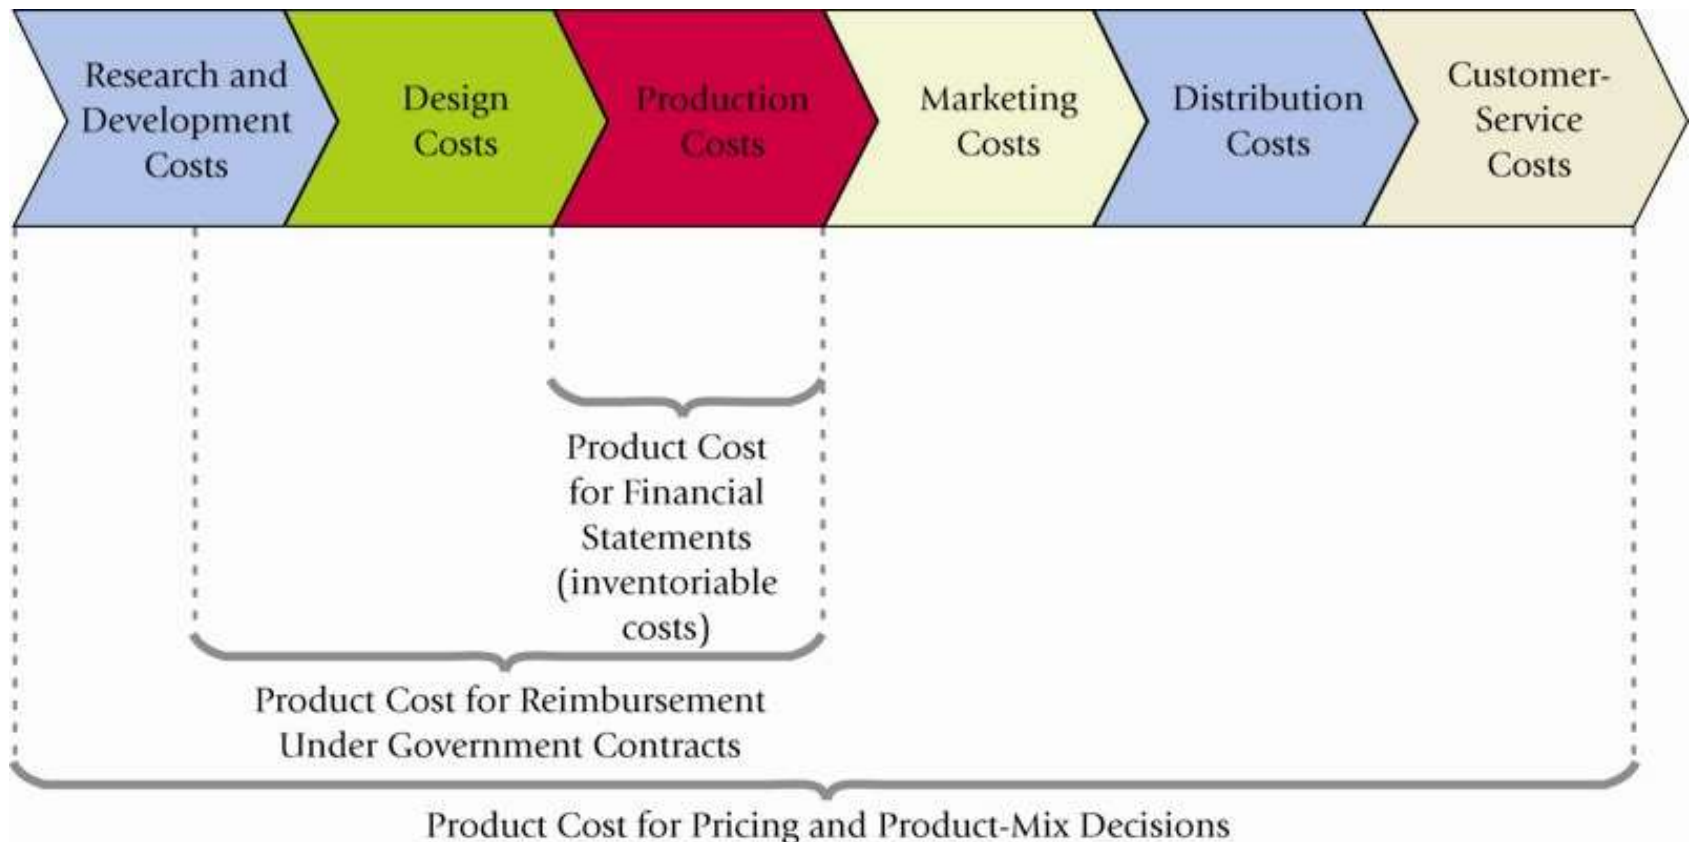 Research and
Development
Costs
Design
Costs
Production
Costs
Marketing
Costs
Distribution
Costs
Customer-
Service
Costs
Product Cost
for Financial
Statements
(inventoriable
costs)
Product Cost for Reimbursement
Under Government Contracts
Product Cost for Pricing and Product-Mix Decisions